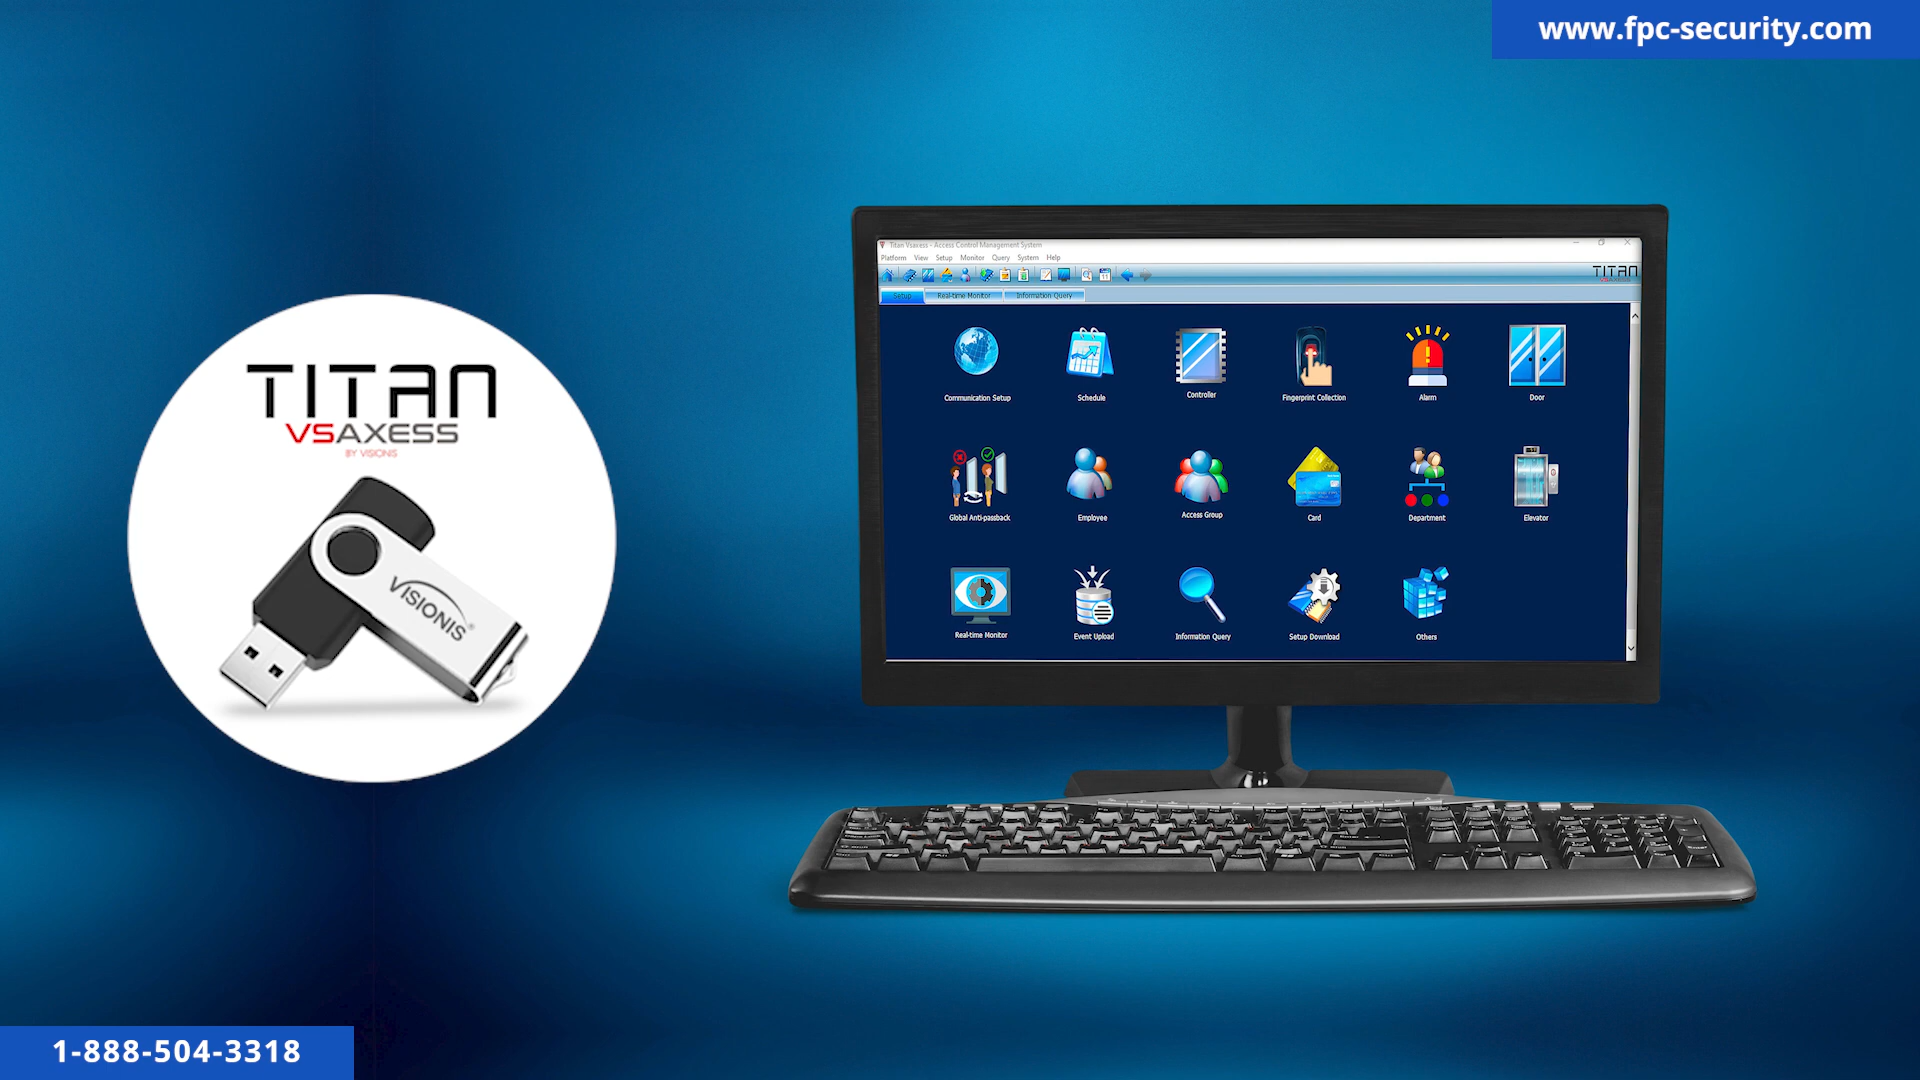 www.fpc-security.com
TITAN
VSAXESS
BY VISIONIS
VISIONIS®
Titan Vsaxess - Access Control Management System
Platform View Setup Monitor Query System Help
TITAN
VSAXESS
Setup Real-time Monitor Information Query
Communication Setup Schedule Controller Fingerprint Collection Alarm Door
Global Anti-passback Employee Access Group Card Department Elevator
Real-time Monitor Event Upload Information Query Setup Download Others
1-888-504-3318